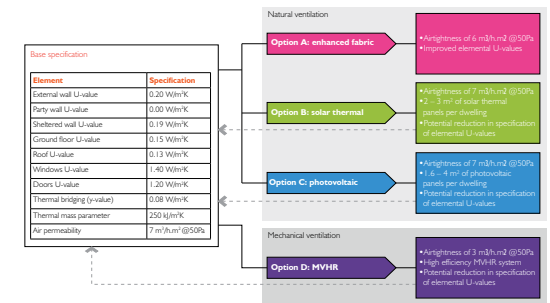 Natural ventilation
Base specification
Element Specification
External wall U-value 0.20 W/m²K
Party wall U-value 0.00 W/m²K
Sheltered wall U-value 0.19 W/m²K
Ground floor U-value 0.15 W/m²K
Roof U-value 0.13 W/m²K
Windows U-value 1.40 W/m²K
Doors U-value 1.20 W/m²K
Thermal bridging (y-value) 0.08 W/m²K
Thermal mass parameter 250 kJ/m²K
Air permeability 7 m³/h.m² @50Pa
Option A: enhanced fabric
•Airtightness of 6 m3/h.m2 @50Pa
•Improved elemental U-values
Option B: solar thermal
•Airtightness of 7 m3/h.m2 @50Pa
•2 – 3 m² of solar thermal
panels per dwelling
•Potential reduction in specification
of elemental U-values
Option C: photovoltaic
•Airtightness of 7 m3/h.m2 @50Pa
•1.6 – 4 m² of photovoltaic
panels per dwelling
•Potential reduction in specification
of elemental U-values
Mechanical ventilation
Option D: MVHR
•Airtightness of 3 m3/h.m2 @50Pa
•High efficiency MVHR system
•Potential reduction in specification
of elemental U-values